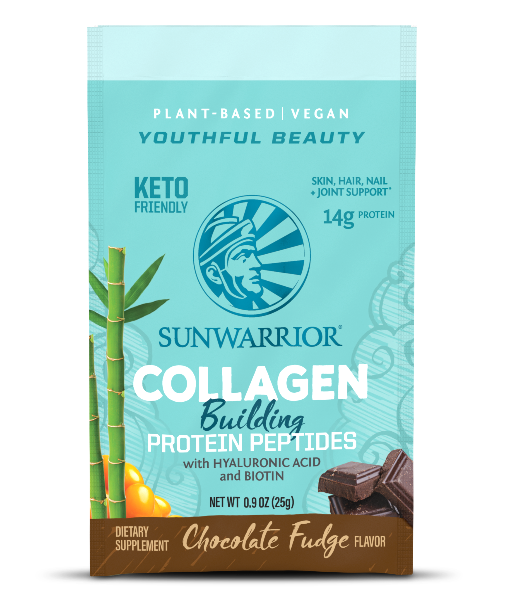 PLANT-BASED | VEGAN
YOUTHFUL BEAUTY
KETO
FRIENDLY
SKIN, HAIR, NAIL
+ JOINT SUPPORT*
14g PROTEIN
SUNWARRIOR®
COLLAGEN
Building
PROTEIN PEPTIDES
with HYALURONIC ACID
and BIOTIN
NET WT 0.9 OZ (25g)
DIETARY
SUPPLEMENT
Chocolate Fudge FLAVOR